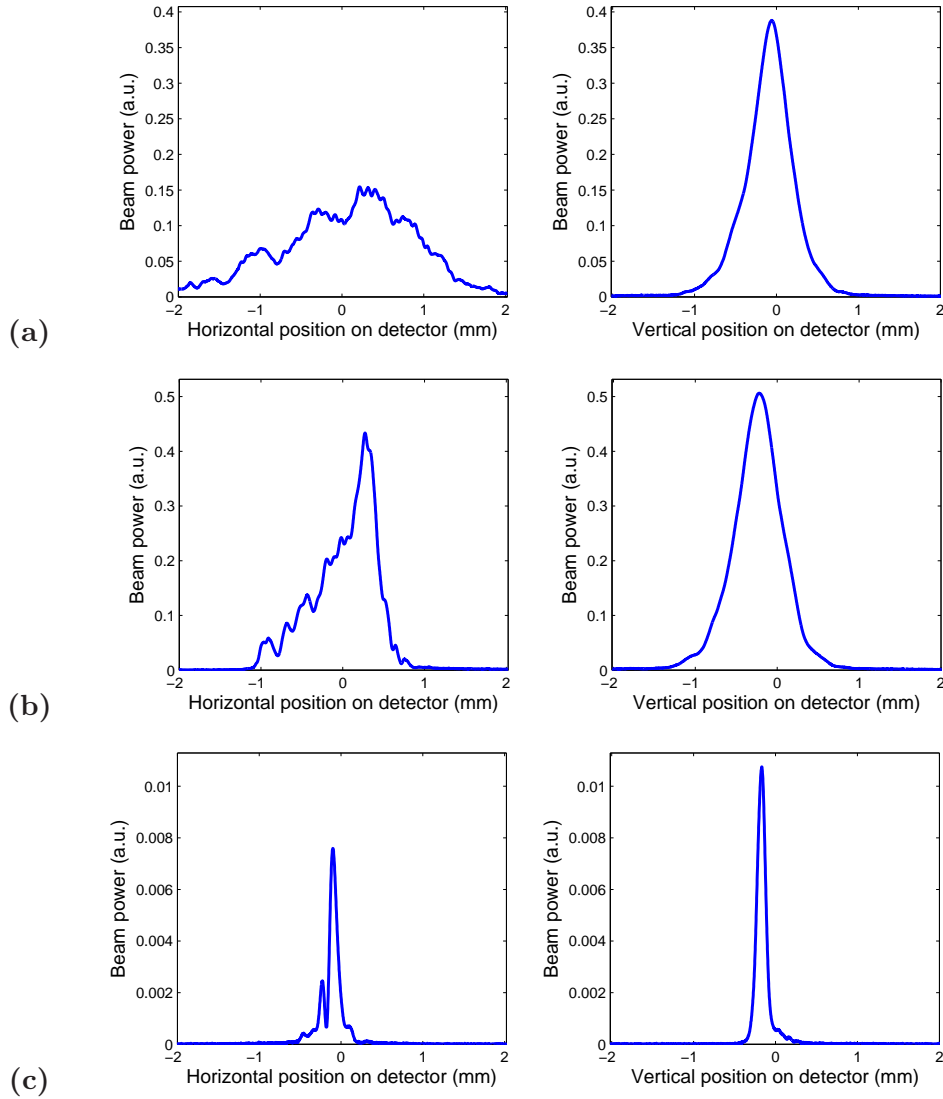 0.4
0.35
0.3
0.25
0.2
0.15
0.1
0.05
0
−2 −1 0 1 2
Beam power (a.u.)
Horizontal position on detector (mm)
0.4
0.35
0.3
0.25
0.2
0.15
0.1
0.05
0
−2 −1 0 1 2
Beam power (a.u.)
Vertical position on detector (mm)
(a)
0.5
0.4
0.3
0.2
0.1
0
−2 −1 0 1 2
Beam power (a.u.)
Horizontal position on detector (mm)
0.5
0.4
0.3
0.2
0.1
0
−2 −1 0 1 2
Beam power (a.u.)
Vertical position on detector (mm)
(b)
0.01
0.008
0.006
0.004
0.002
0
−2 −1 0 1 2
Beam power (a.u.)
Horizontal position on detector (mm)
0.01
0.008
0.006
0.004
0.002
0
−2 −1 0 1 2
Beam power (a.u.)
Vertical position on detector (mm)
(c)